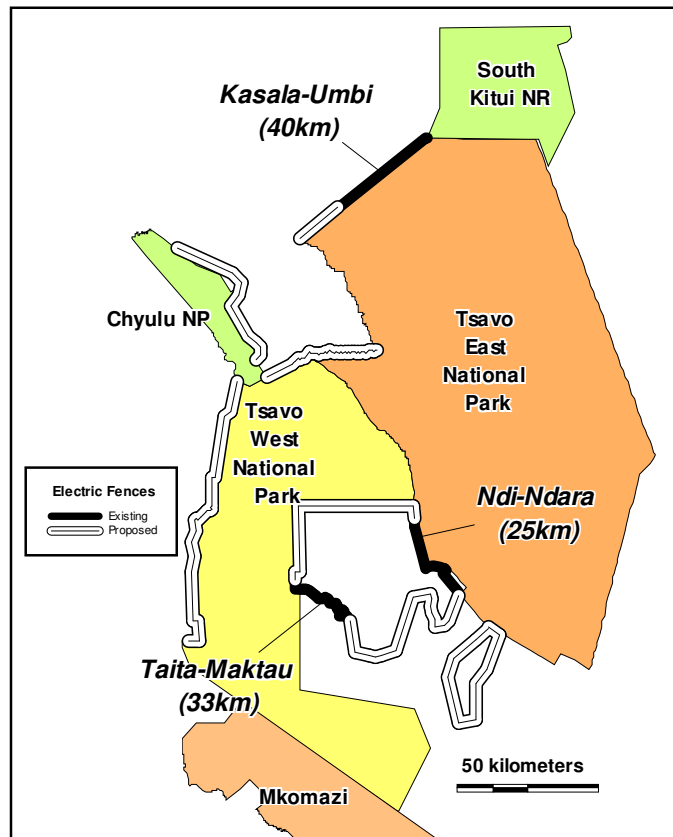 South
Kitui NR
Kasala-Umbi
(40km)
Chyulu NP
Tsavo
East
National
Park
Tsavo
West
National
Park
Electric Fences
Existing
Proposed
Ndi-Ndara
(25km)
Taita-Maktau
(33km)
50 kilometers
Mkomazi